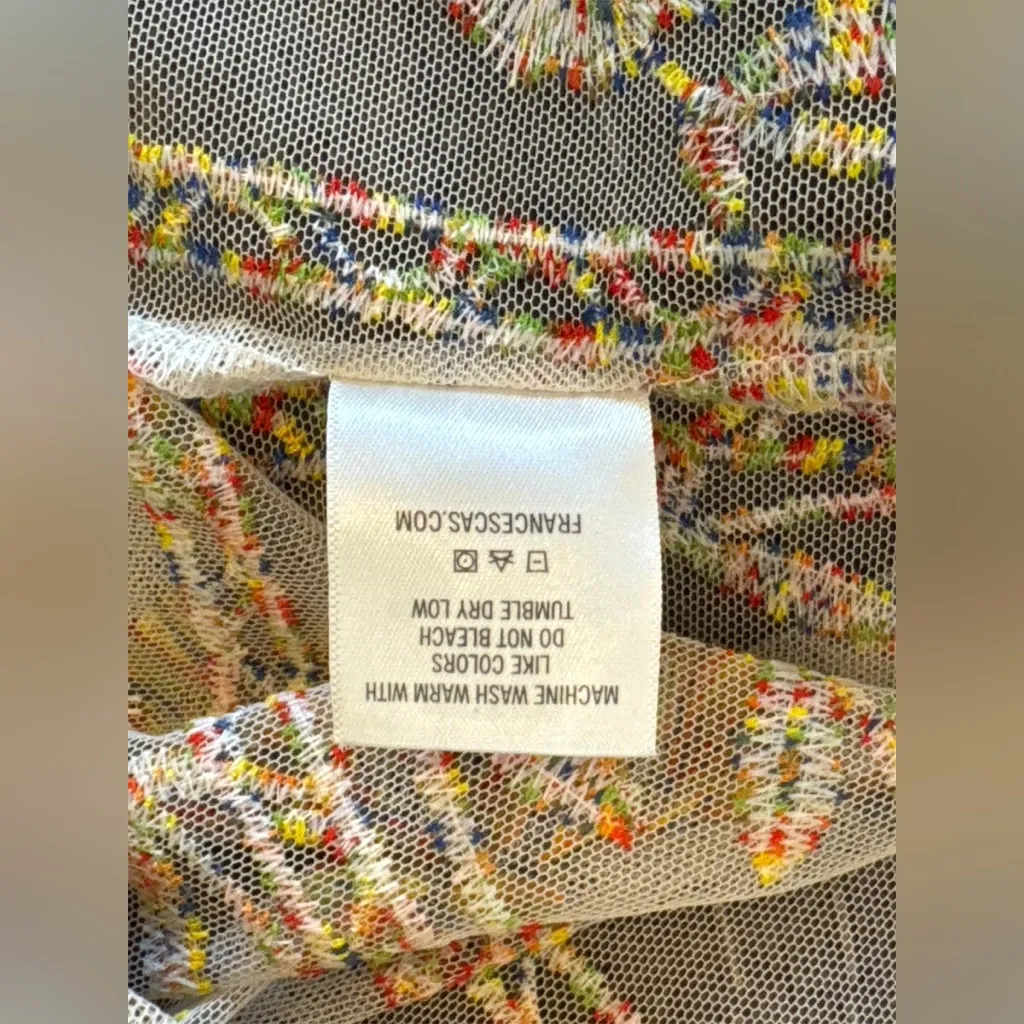 MACHINE WASH WARM WITH
LIKE COLORS
DO NOT BLEACH
TUMBLE DRY LOW
FRANCESCAS.COM